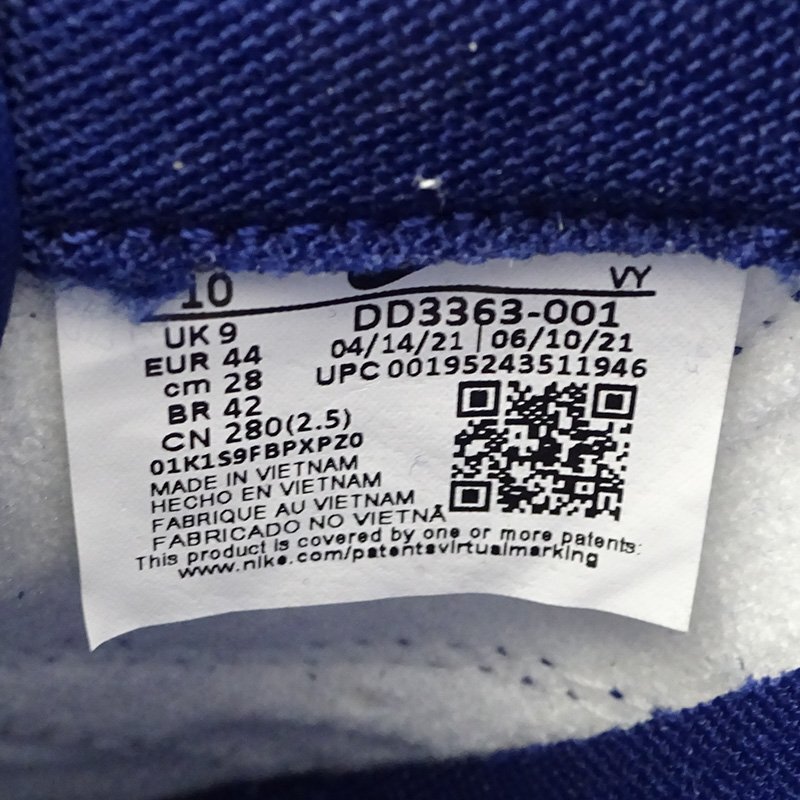 10
VY
UK 9
DD3363-001
EUR 44
04/14/21 | 06/10/21
cm 28
UPC 00195243511946
BR 42
CN 280(2.5)
01K1S9FBPXPZ0
MADE IN VIETNAM
HECHO EN VIETNAM
FABRIQUE AU VIETNAM
FABRICADO NO VIETNÃ
This product is covered by one or more patents:
www.nike.com/patentsvirtualmarking